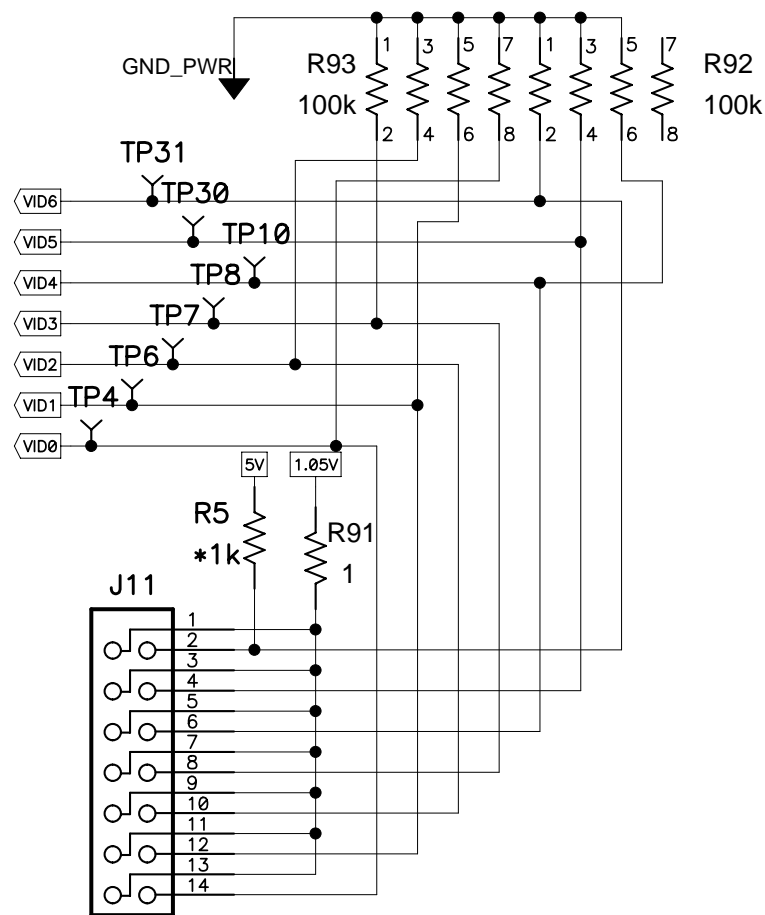 1 3 5 7 1 3 5 7
GND_PWR R93 R92
100k 100k
2 4 6 8 2 4 6 8
TP31
VID6 TP30
VID5 TP10
VID4 TP8
VID3 TP7
VID2 TP6
VID1 TP4
VID0
5V 1.05V
R5 R91
*1k 1
J11
1
2
3
4
5
6
7
8
9
10
11
12
13
14